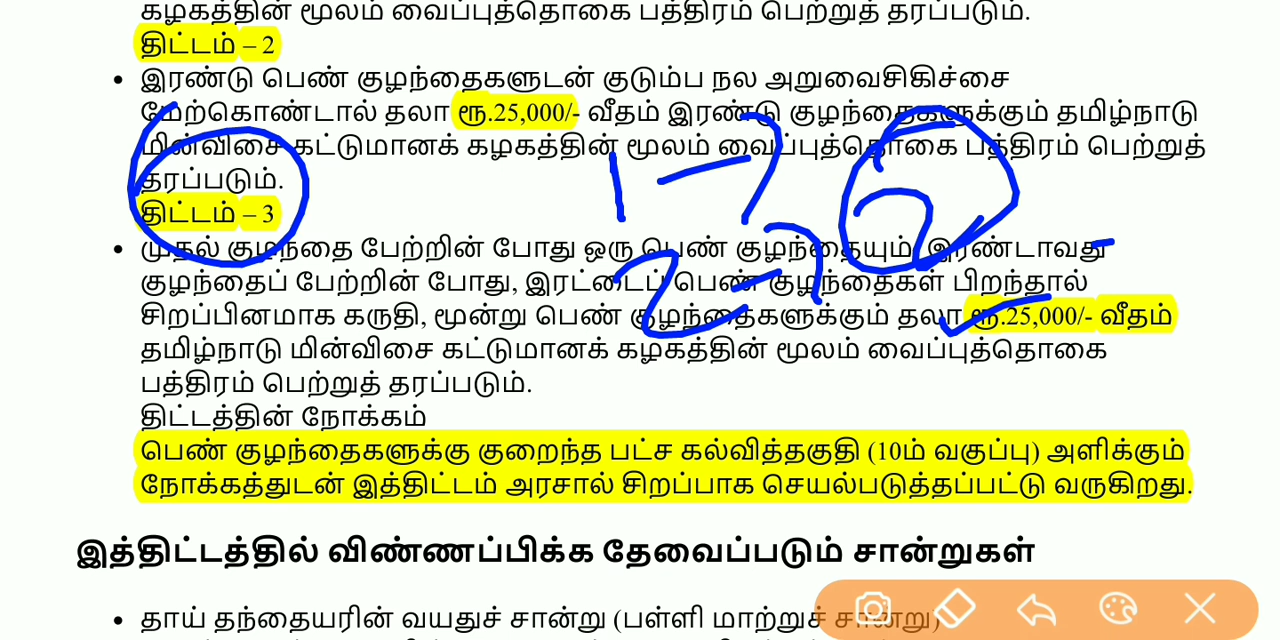 கழகத்தின் மூலம் வைப்புத்தொகை பத்திரம் பெற்றுத் தரப்படும்.
திட்டம் – 2
• இரண்டு பெண் குழந்தைகளுடன் குடும்ப நல அறுவைசிகிச்சை
மேற்கொண்டால் தலா ரூ.25,000/- வீதம் இரண்டு குழந்தைகளுக்கும் தமிழ்நாடு
மின்விசை கட்டுமானக் கழகத்தின் மூலம் வைப்புத்தொகை பத்திரம் பெற்றுத்
தரப்படும்.
திட்டம் – 3
• முதல் குழந்தை பேற்றின் போது ஒரு பெண் குழந்தையும் இரண்டாவது
குழந்தைப் பேற்றின் போது, இரட்டைப் பெண் குழந்தைகள் பிறந்தால்
சிறப்பினமாக கருதி, மூன்று பெண் குழந்தைகளுக்கும் தலா ரூ.25,000/- வீதம்
தமிழ்நாடு மின்விசை கட்டுமானக் கழகத்தின் மூலம் வைப்புத்தொகை
பத்திரம் பெற்றுத் தரப்படும்.
திட்டத்தின் நோக்கம்
பெண் குழந்தைகளுக்கு குறைந்த பட்ச கல்வித்தகுதி (10ம் வகுப்பு) அளிக்கும்
நோக்கத்துடன் இத்திட்டம் அரசால் சிறப்பாக செயல்படுத்தப்பட்டு வருகிறது.
இத்திட்டத்தில் விண்ணப்பிக்க தேவைப்படும் சான்றுகள்
• தாய் தந்தையரின் வயதுச் சான்று (பள்ளி மாற்றுச் சான்று)